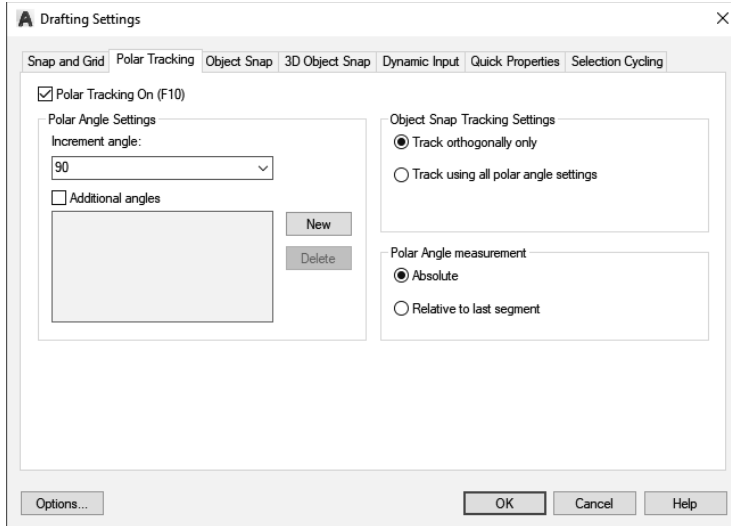 Drafting Settings
Snap and Grid
Polar Tracking
Object Snap
3D Object Snap
Dynamic Input
Quick Properties
Selection Cycling
Polar Tracking On (F10)
Polar Angle Settings
Increment angle:
90
Additional angles
New
Delete
Object Snap Tracking Settings
Track orthogonally only
Track using all polar angle settings
Polar Angle measurement
Absolute
Relative to last segment
Options...
OK
Cancel
Help